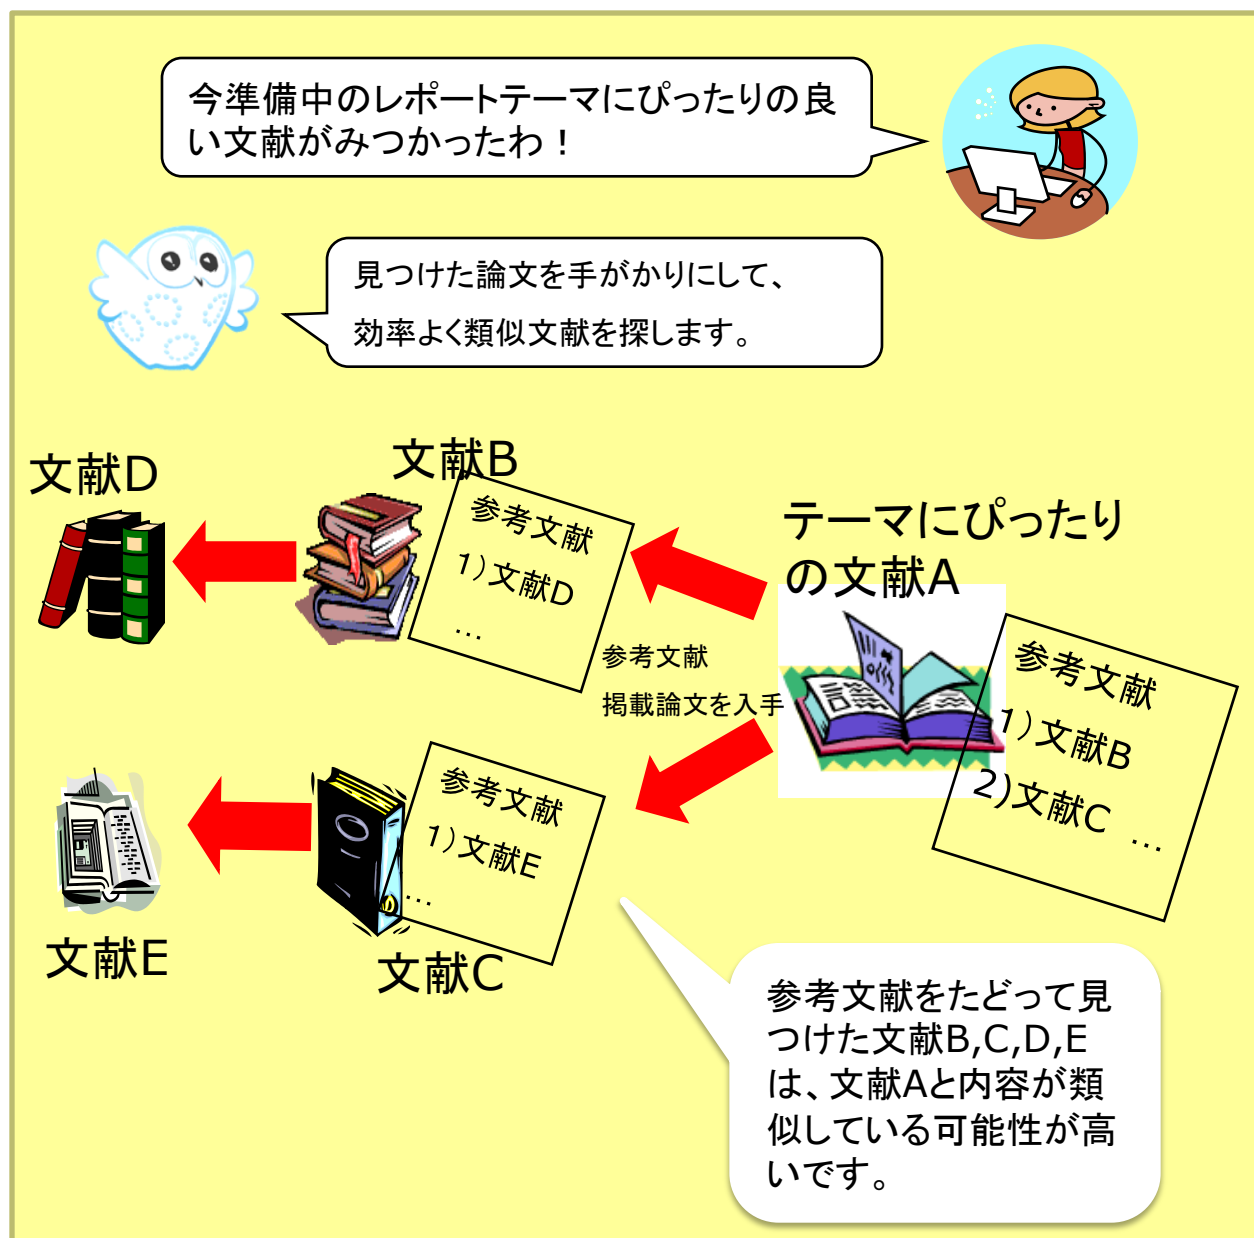 今準備中のレポートテーマにぴったりの良
い文献がみつかったわ！
見つけた論文を手がかりにして、
効率よく類似文献を探します。
文献D
文献B
参考文献
1）文献D
…
テーマにぴったり
の文献A
参考文献
1）文献B
2)文献C …
参考文献
掲載論文を入手
参考文献
1）文献E
…
文献E
文献C
参考文献をたどって見
つけた文献B,C,D,E
は、文献Aと内容が類
似している可能性が高
いです。